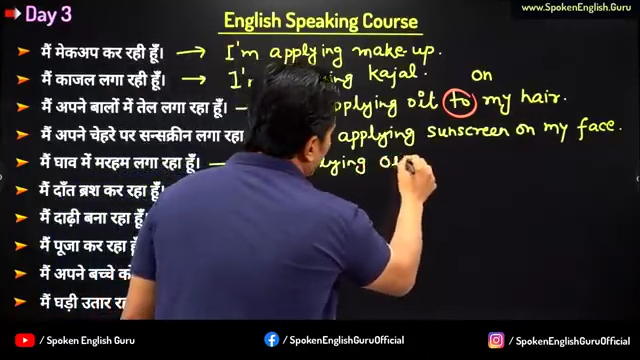 Day 3
English Speaking Course
www.SpokenEnglish.Guru
मैं मेकअप कर रही हूँ। → I'm applying make-up.
मैं काजल लगा रही हूँ। → I'm kajal.
on
मैं अपने बालों में तेल लगा रहा हूँ। applying oil to my hair.
मैं अपने चेहरे पर सन्सक्रीन लगा रहा applying sunscreen on my face.
मैं घाव में मरहम लगा रहा हूँ।
मैं दाँत ब्रश कर रहा हूँ।
मैं दाढ़ी बना रहा हूँ।
मैं पूजा कर रहा हूँ
मैं अपने बच्चे को
मैं घड़ी उतार
/ Spoken English Guru
/ SpokenEnglishGuruOfficial
/ SpokenEnglishGuruOfficial